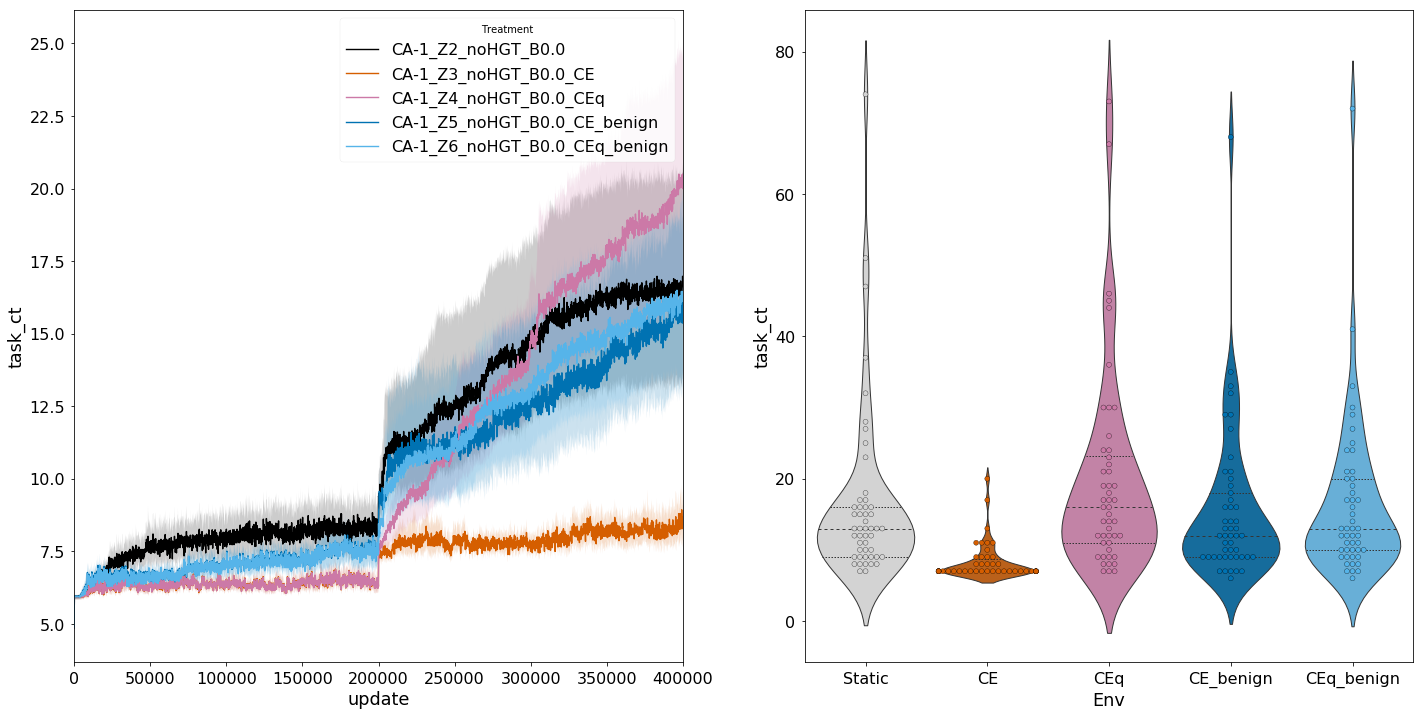 25.0
22.5
20.0
17.5
15.0
12.5
10.0
7.5
5.0
task_ct
Treatment
CA-1_Z2_noHGT_B0.0
CA-1_Z3_noHGT_B0.0_CE
CA-1_Z4_noHGT_B0.0_CEq
CA-1_Z5_noHGT_B0.0_CE_benign
CA-1_Z6_noHGT_B0.0_CEq_benign
0 50000 100000 150000 200000 250000 300000 350000 400000
update
80
60
40
20
0
task_ct
Static CE CEq CE_benign CEq_benign
Env